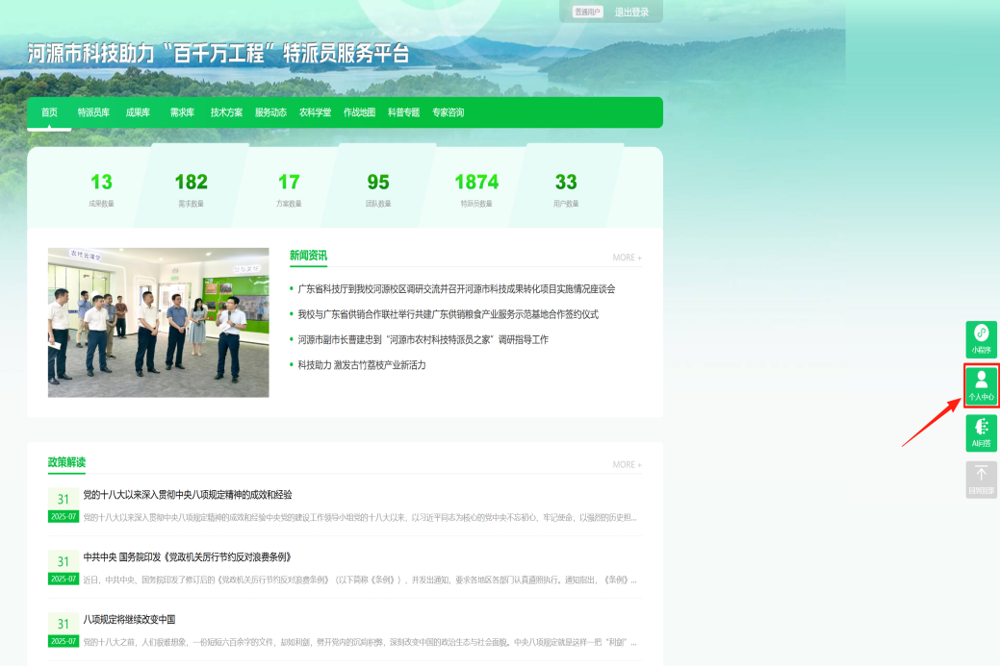 普通用户 退出登录
河源市科技助力“百千万工程”特派员服务平台
首页 特派员库 成果库 需求库 技术方案 服务动态 农科学堂 作战地图 科普专题 专家咨询
13 182 17 95 1874 33
成果数量 需求数量 方案数量 团队数量 特派员数量 用户数量
农村云课堂
新闻资讯 MORE +
广东省科技厅到我校河源校区调研交流并召开河源市科技成果转化项目实施情况座谈会
我校与广东省供销合作联社举行共建广东供销粮食产业服务示范基地合作签约仪式
河源市副市长曹建忠到“河源市农村科技特派员之家”调研指导工作
科技助力 激发古竹荔枝产业新活力
小程序
个人中心
AI问答
回到顶部
政策解读 MORE +
31 党的十八大以来深入贯彻中央八项规定精神的成效和经验
2025-07 党的十八大以来深入贯彻中央八项规定精神的成效和经验中央党的建设工作领导小组党的十八大以来，以习近平同志为核心的党中央不忘初心、牢记使命，以强烈的历史担...
31 中共中央 国务院印发《党政机关厉行节约反对浪费条例》
2025-07 近日，中共中央、国务院印发了修订后的《党政机关厉行节约反对浪费条例》（以下简称《条例》），并发出通知，要求各地区各部门认真遵照执行。通知指出，《条例》...
31 八项规定将继续改变中国
2025-07 党的十八大之前，人们很难想象，一份短短六百余字的文件，却如利剑，劈开党内的沉疴积弊，深刻改变中国的政治生态与社会面貌。中央八项规定就是这样一把“利剑”...